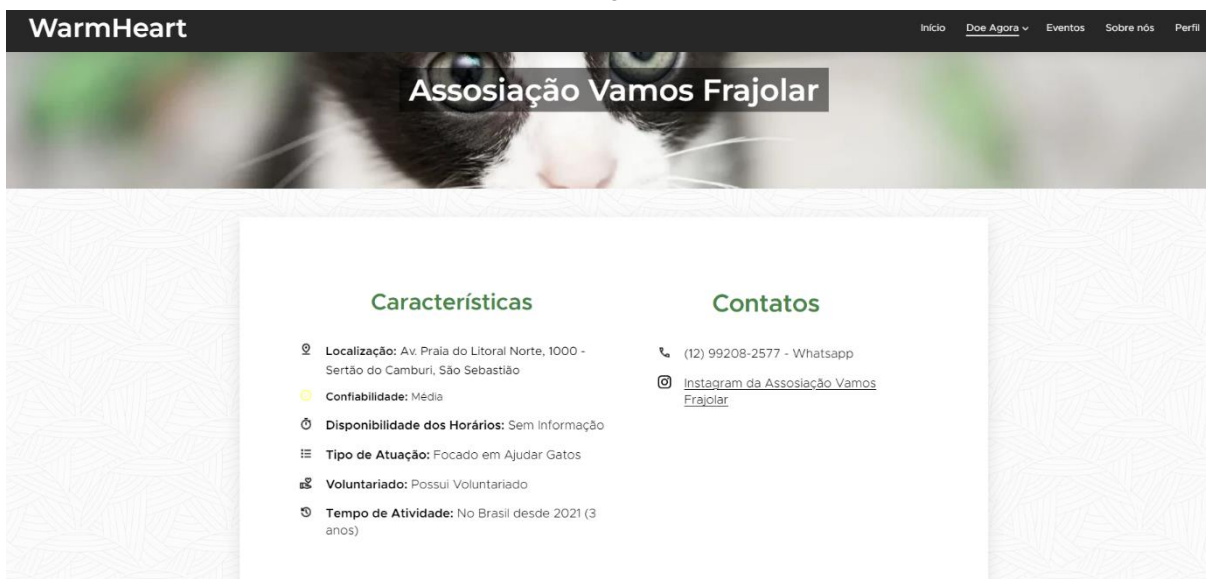 WarmHeart
Início Doe Agora Eventos Sobre nós Perfil
Assosiação Vamos Frajolar
Características
Localização: Av. Praia do Litoral Norte, 1000 -
Sertão do Camburi, São Sebastião
Confiabilidade: Média
Disponibilidade dos Horários: Sem Informação
Tipo de Atuação: Focado em Ajudar Gatos
Voluntariado: Possui Voluntariado
Tempo de Atividade: No Brasil desde 2021 (3
anos)
Contatos
(12) 99208-2577 - Whatsapp
Instagram da Assosiação Vamos
Frajolar